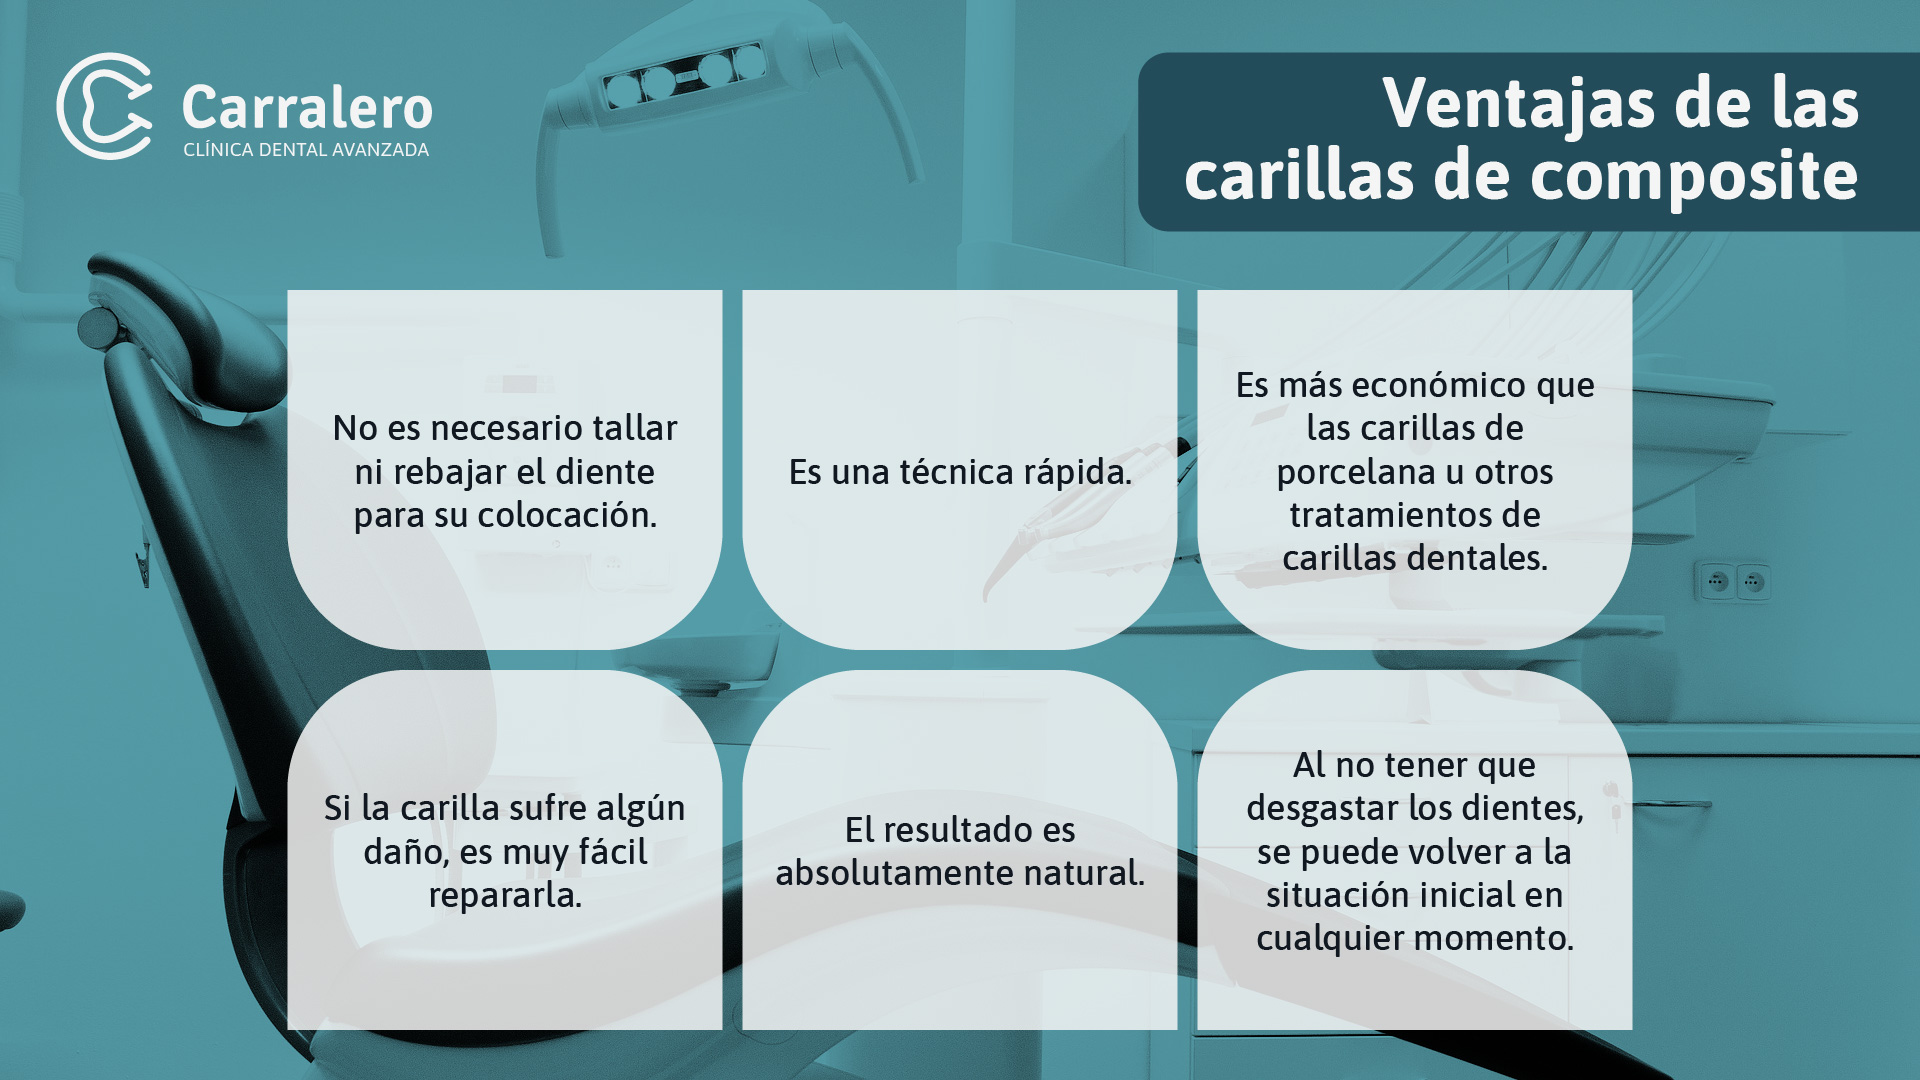 Carralero
CLÍNICA DENTAL AVANZADA
Ventajas de las
carillas de composite
No es necesario tallar
ni rebajar el diente
para su colocación.
Es una técnica rápida.
Es más económico que
las carillas de
porcelana u otros
tratamientos de
carillas dentales.
Si la carilla sufre algún
daño, es muy fácil
repararla.
El resultado es
absolutamente natural.
Al no tener que
desgastar los dientes,
se puede volver a la
situación inicial en
cualquier momento.